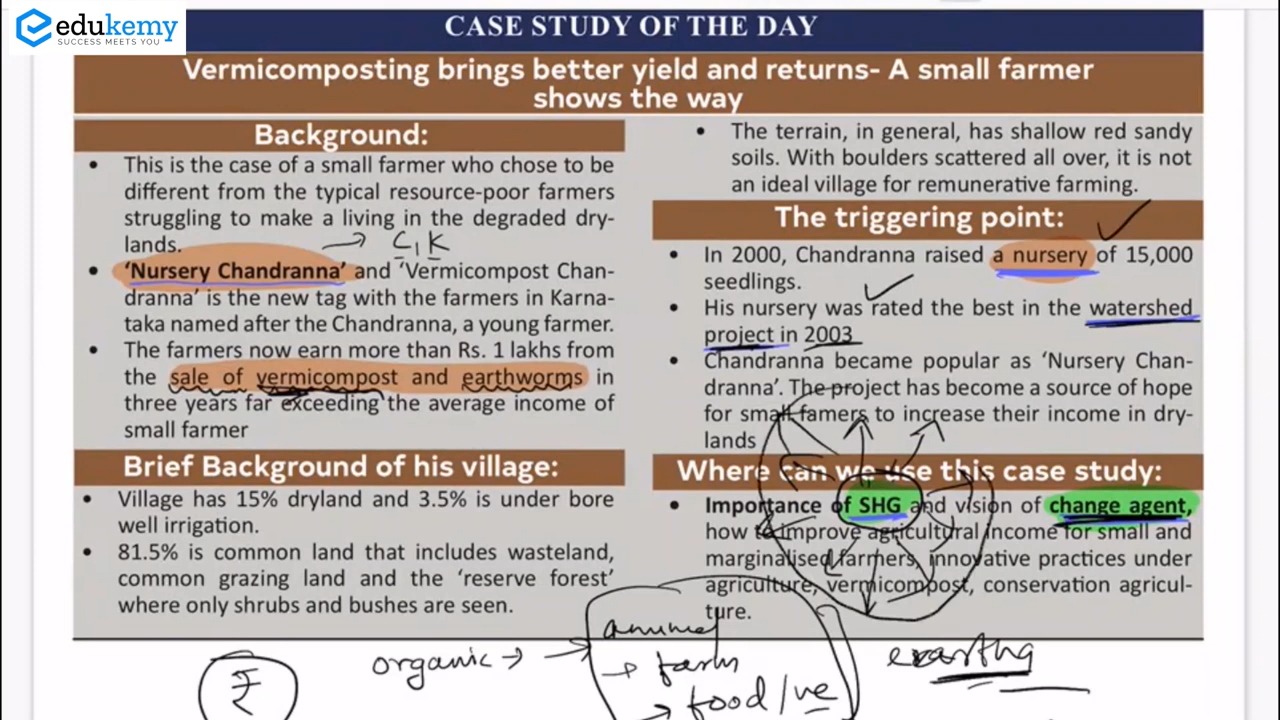 edukemy
SUCCESS MEETS YOU
CASE STUDY OF THE DAY
Vermicomposting brings better yield and returns- A small farmer
shows the way
Background:
• This is the case of a small farmer who chose to be
different from the typical resource-poor farmers
struggling to make a living in the degraded dry-
lands.
• 'Nursery Chandranna' and 'Vermicompost Chan-
dranna' is the new tag with the farmers in Karna-
taka named after the Chandranna, a young farmer.
• The farmers now earn more than Rs. 1 lakhs from
the sale of vermicompost and earthworms in
three years far exceeding the average income of
small farmer
Brief Background of his village:
• Village has 15% dryland and 3.5% is under bore
well irrigation.
• 81.5% is common land that includes wasteland,
common grazing land and the 'reserve forest'
where only shrubs and bushes are seen.
• The terrain, in general, has shallow red sandy
soils. With boulders scattered all over, it is not
an ideal village for remunerative farming.
The triggering point:
• In 2000, Chandranna raised a nursery of 15,000
seedlings.
• His nursery was rated the best in the watershed
project in 2003
• Chandranna became popular as 'Nursery Chan-
dranna'. The project has become a source of hope
for small famers to increase their income in dry-
lands
Where can we use this case study:
• Importance of SHG and vision of change agent,
how to improve agricultural income for small and
marginalised farmers, innovative practices under
agriculture, vermicompost, conservation agricul-
ture.
organic →
→ farm
→ food /ve
₹